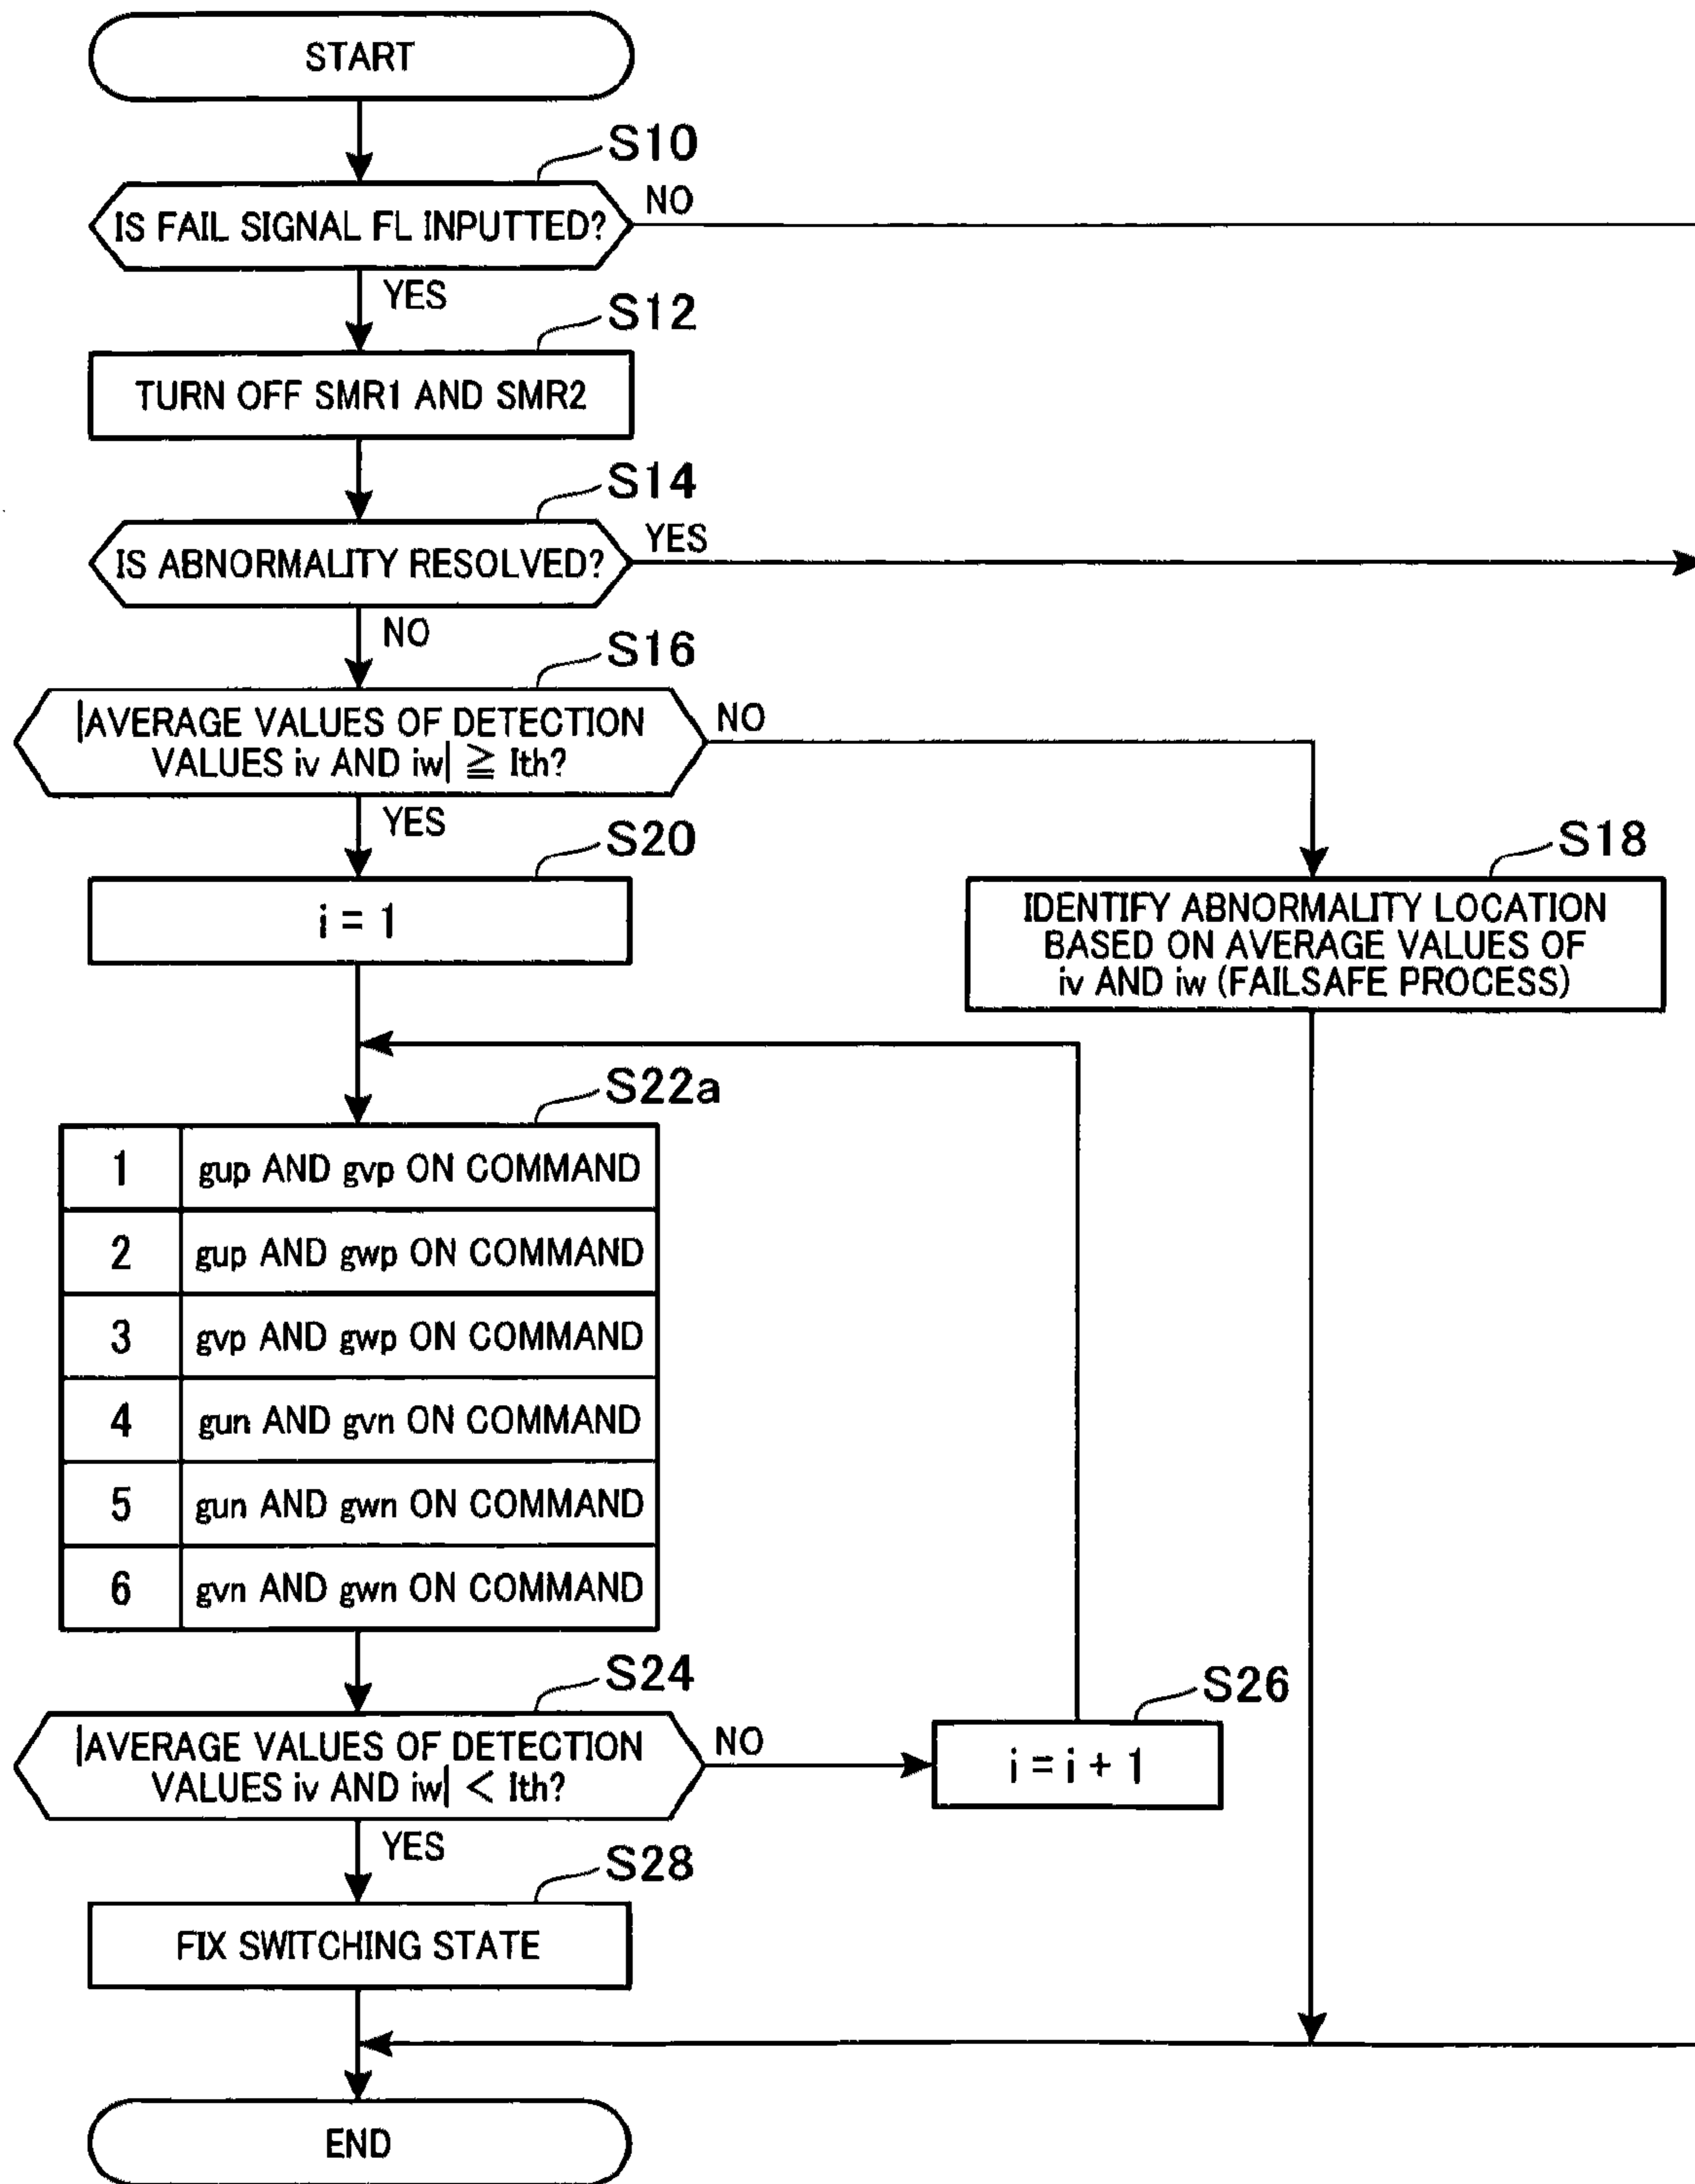 START
S10
IS FAIL SIGNAL FL INPUTTED?
NO
YES
S12
TURN OFF SMR1 AND SMR2
S14
IS ABNORMALITY RESOLVED?
YES
NO
S16
|AVERAGE VALUES OF DETECTION
VALUES iv AND iw| ≧ Ith?
NO
YES
S20
i = 1
S18
IDENTIFY ABNORMALITY LOCATION
BASED ON AVERAGE VALUES OF
iv AND iw (FAILSAFE PROCESS)
S22a
1 gup AND gvp ON COMMAND
2 gup AND gwp ON COMMAND
3 gvp AND gwp ON COMMAND
4 gun AND gvn ON COMMAND
5 gun AND gwn ON COMMAND
6 gvn AND gwn ON COMMAND
S24
|AVERAGE VALUES OF DETECTION
VALUES iv AND iw| < Ith?
NO
S26
i = i + 1
YES
S28
FIX SWITCHING STATE
END